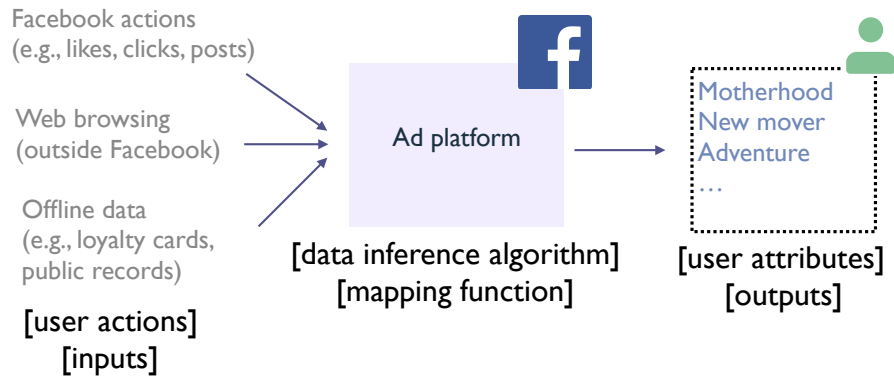 Facebook actions
(e.g., likes, clicks, posts)
Web browsing
(outside Facebook)
Offline data
(e.g., loyalty cards,
public records)
[user actions]
[inputs]
f
Ad platform
[data inference algorithm]
[mapping function]
Motherhood
New mover
Adventure
…
[user attributes]
[outputs]